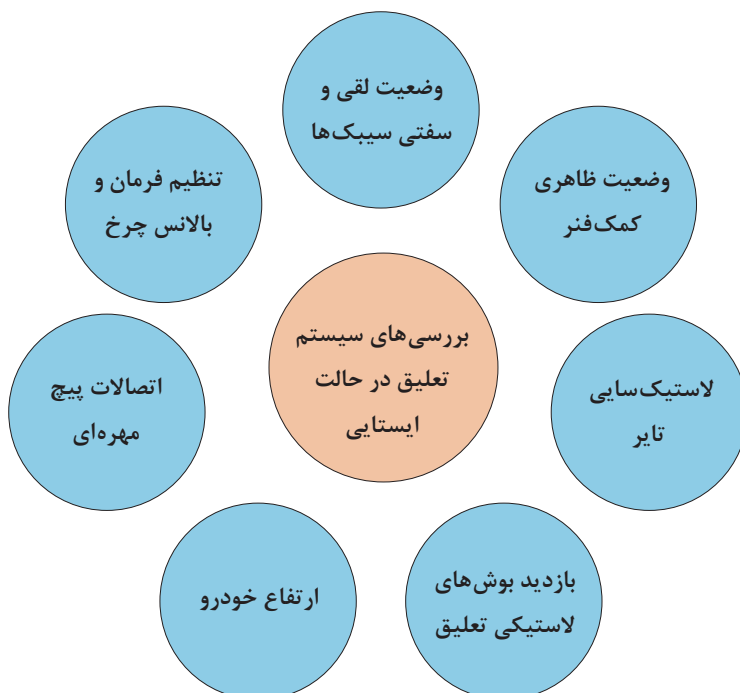 بررسی‌های سیستم
تعلیق در حالت
ایستایی
وضعیت لقی و
سفتی سیبک‌ها
وضعیت ظاهری
کمک‌فنر
لاستیک‌سایی
تایر
بازدید بوش‌های
لاستیکی تعلیق
ارتفاع خودرو
اتصالات پیچ
مهره‌ای
تنظیم فرمان و
بالانس چرخ